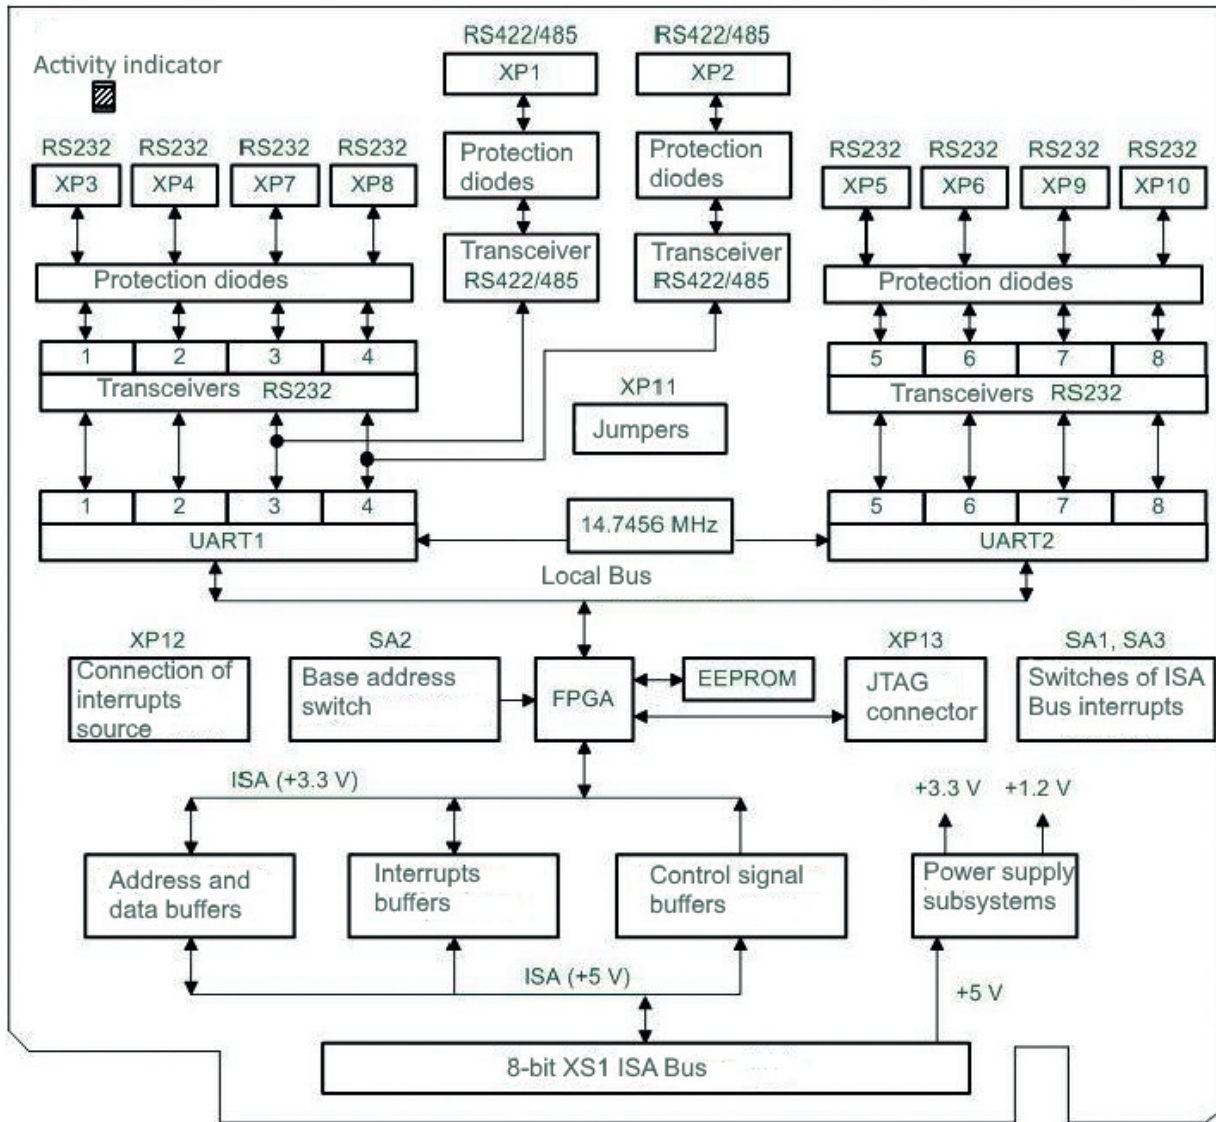 RS422/485
RS422/485
XP1
XP2
Activity indicator
Protection
diodes
Protection
diodes
RS232
RS232
RS232
RS232
XP3
XP4
XP7
XP8
RS232
RS232
RS232
RS232
XP5
XP6
XP9
XP10
Transceiver
RS422/485
Transceiver
RS422/485
Protection diodes
Protection diodes
1
2
3
4
Transceivers RS232
5
6
7
8
Transceivers RS232
XP11
Jumpers
1
2
3
4
UART1
14.7456 MHz
5
6
7
8
UART2
Local Bus
XP12
Connection of
interrupts
source
SA2
Base address
switch
FPGA
EEPROM
XP13
JTAG
connector
SA1, SA3
Switches of ISA
Bus interrupts
ISA (+3.3 V)
+3.3 V
+1.2 V
Address and
data buffers
Interrupts
buffers
Control signal
buffers
Power supply
subsystems
ISA (+5 V)
+5 V
8-bit XS1 ISA Bus